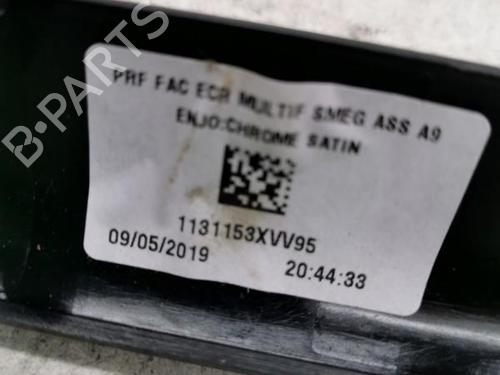 PRF FAC ECR MULTIF SMEG ASS A9
ENJO:CHROME SATIN
1131153XVV95
09/05/2019 20:44:33
B-PARTS